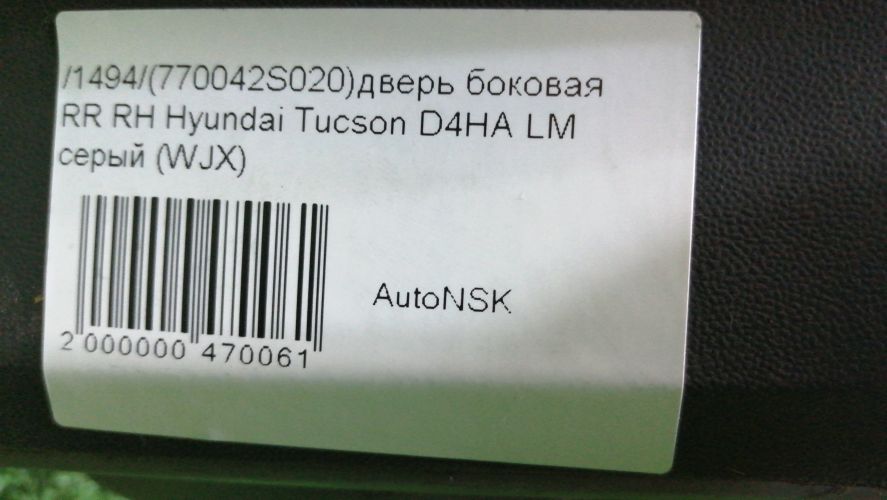 /1494/(770042S020)дверь боковая
RR RH Hyundai Tucson D4HA LM
серый (WJX)
AutoNSK
2 000000 470061